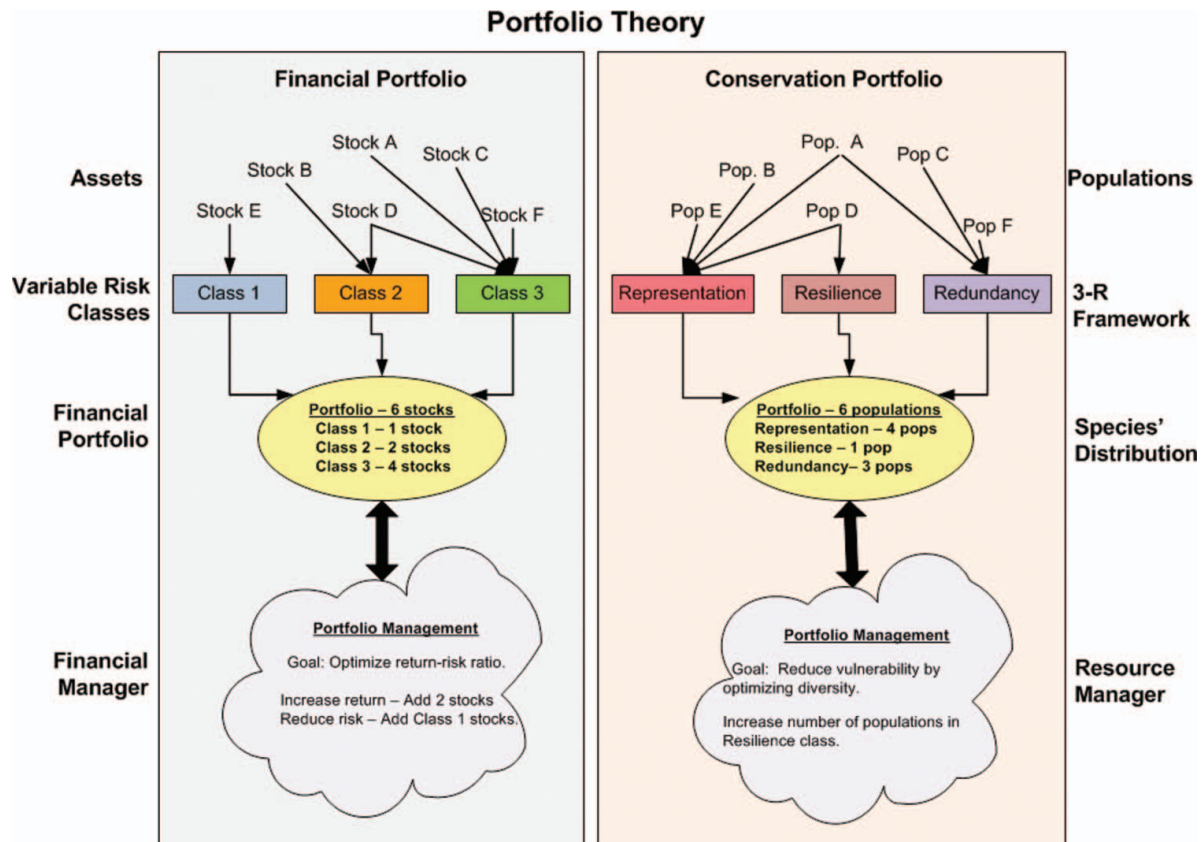 Portfolio Theory
Financial Portfolio
Conservation Portfolio
Assets
Stock A
Stock C
Stock B
Stock E
Stock D
Stock F
Pop. A
Pop C
Pop. B
Pop E
Pop D
Pop F
Populations
Variable Risk
Classes
Class 1
Class 2
Class 3
Representation
Resilience
Redundancy
3-R
Framework
Financial
Portfolio
Portfolio – 6 stocks
Class 1 – 1 stock
Class 2 – 2 stocks
Class 3 – 4 stocks
Portfolio – 6 populations
Representation – 4 pops
Resilience – 1 pop
Redundancy– 3 pops
Species'
Distribution
Financial
Manager
Portfolio Management
Goal: Optimize return-risk ratio.
Increase return – Add 2 stocks
Reduce risk – Add Class 1 stocks.
Portfolio Management
Goal: Reduce vulnerability by
optimizing diversity.
Increase number of populations in
Resilience class.
Resource
Manager